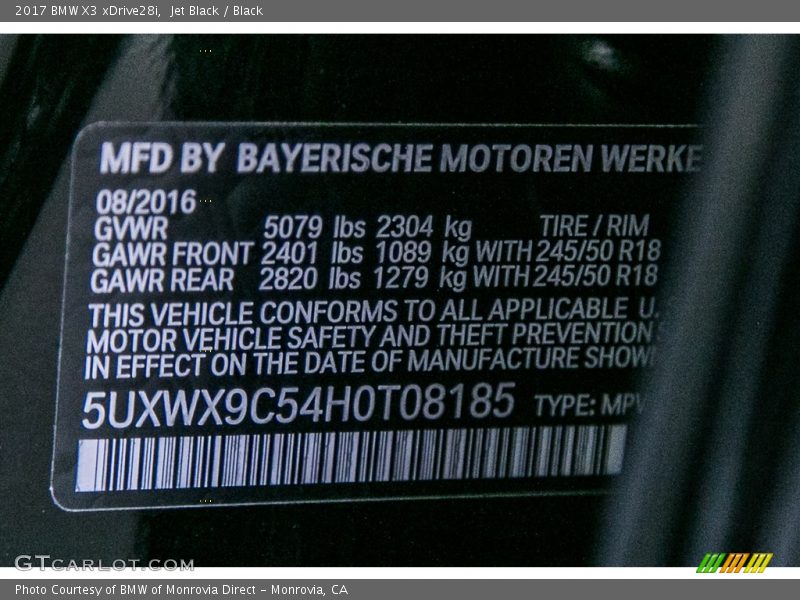 2017 BMW X3 xDrive28i, Jet Black / Black
MFD BY BAYERISCHE MOTOREN WERKE
08/2016
GVWR 5079 lbs 2304 kg TIRE / RIM
GAWR FRONT 2401 lbs 1089 kg WITH 245/50 R18
GAWR REAR 2820 lbs 1279 kg WITH 245/50 R18
THIS VEHICLE CONFORMS TO ALL APPLICABLE U.
MOTOR VEHICLE SAFETY AND THEFT PREVENTION
IN EFFECT ON THE DATE OF MANUFACTURE SHOW
5UXWX9C54H0T08185 TYPE: MPV
GTCARLOT.COM
Photo Courtesy of BMW of Monrovia Direct – Monrovia, CA